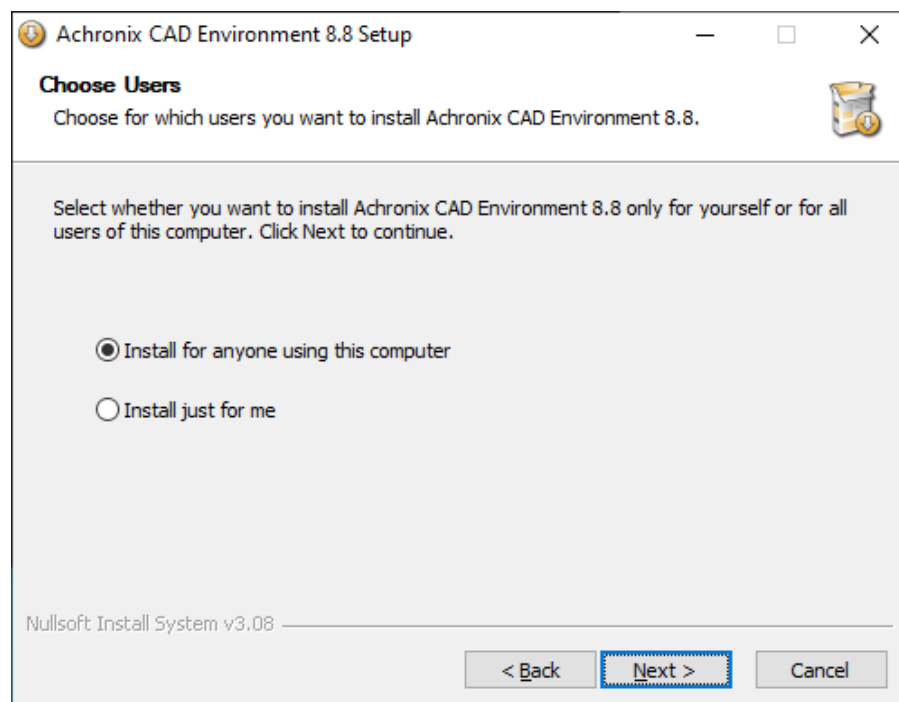 Achronix CAD Environment 8.8 Setup
Choose Users
Choose for which users you want to install Achronix CAD Environment 8.8.
Select whether you want to install Achronix CAD Environment 8.8 only for yourself or for all
users of this computer. Click Next to continue.
Install for anyone using this computer
Install just for me
Nullsoft Install System v3.08
< Back
Next >
Cancel